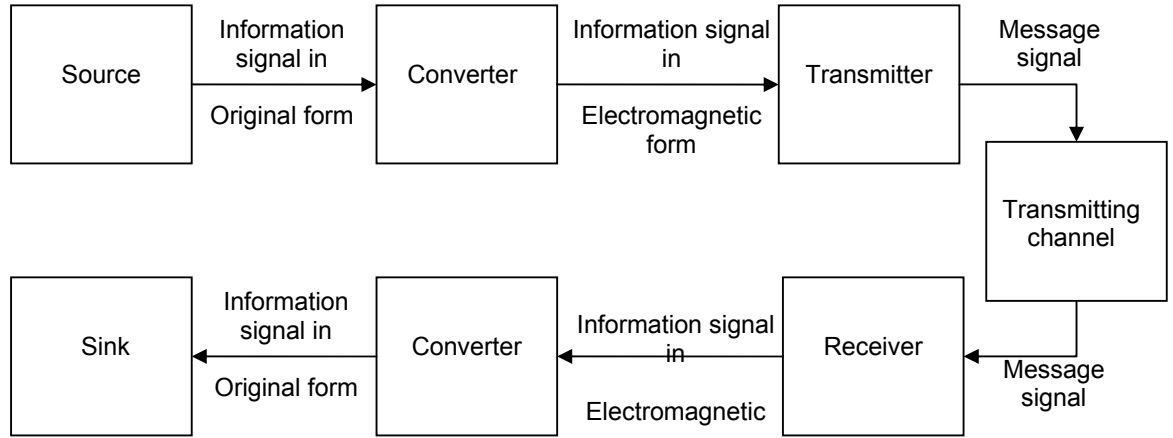 Source
Information
signal in
Original form
Converter
Information signal
in
Electromagnetic
form
Transmitter
Message
signal
Transmitting
channel
Sink
Information
signal in
Original form
Converter
Information signal
in
Electromagnetic
Receiver
Message
signal